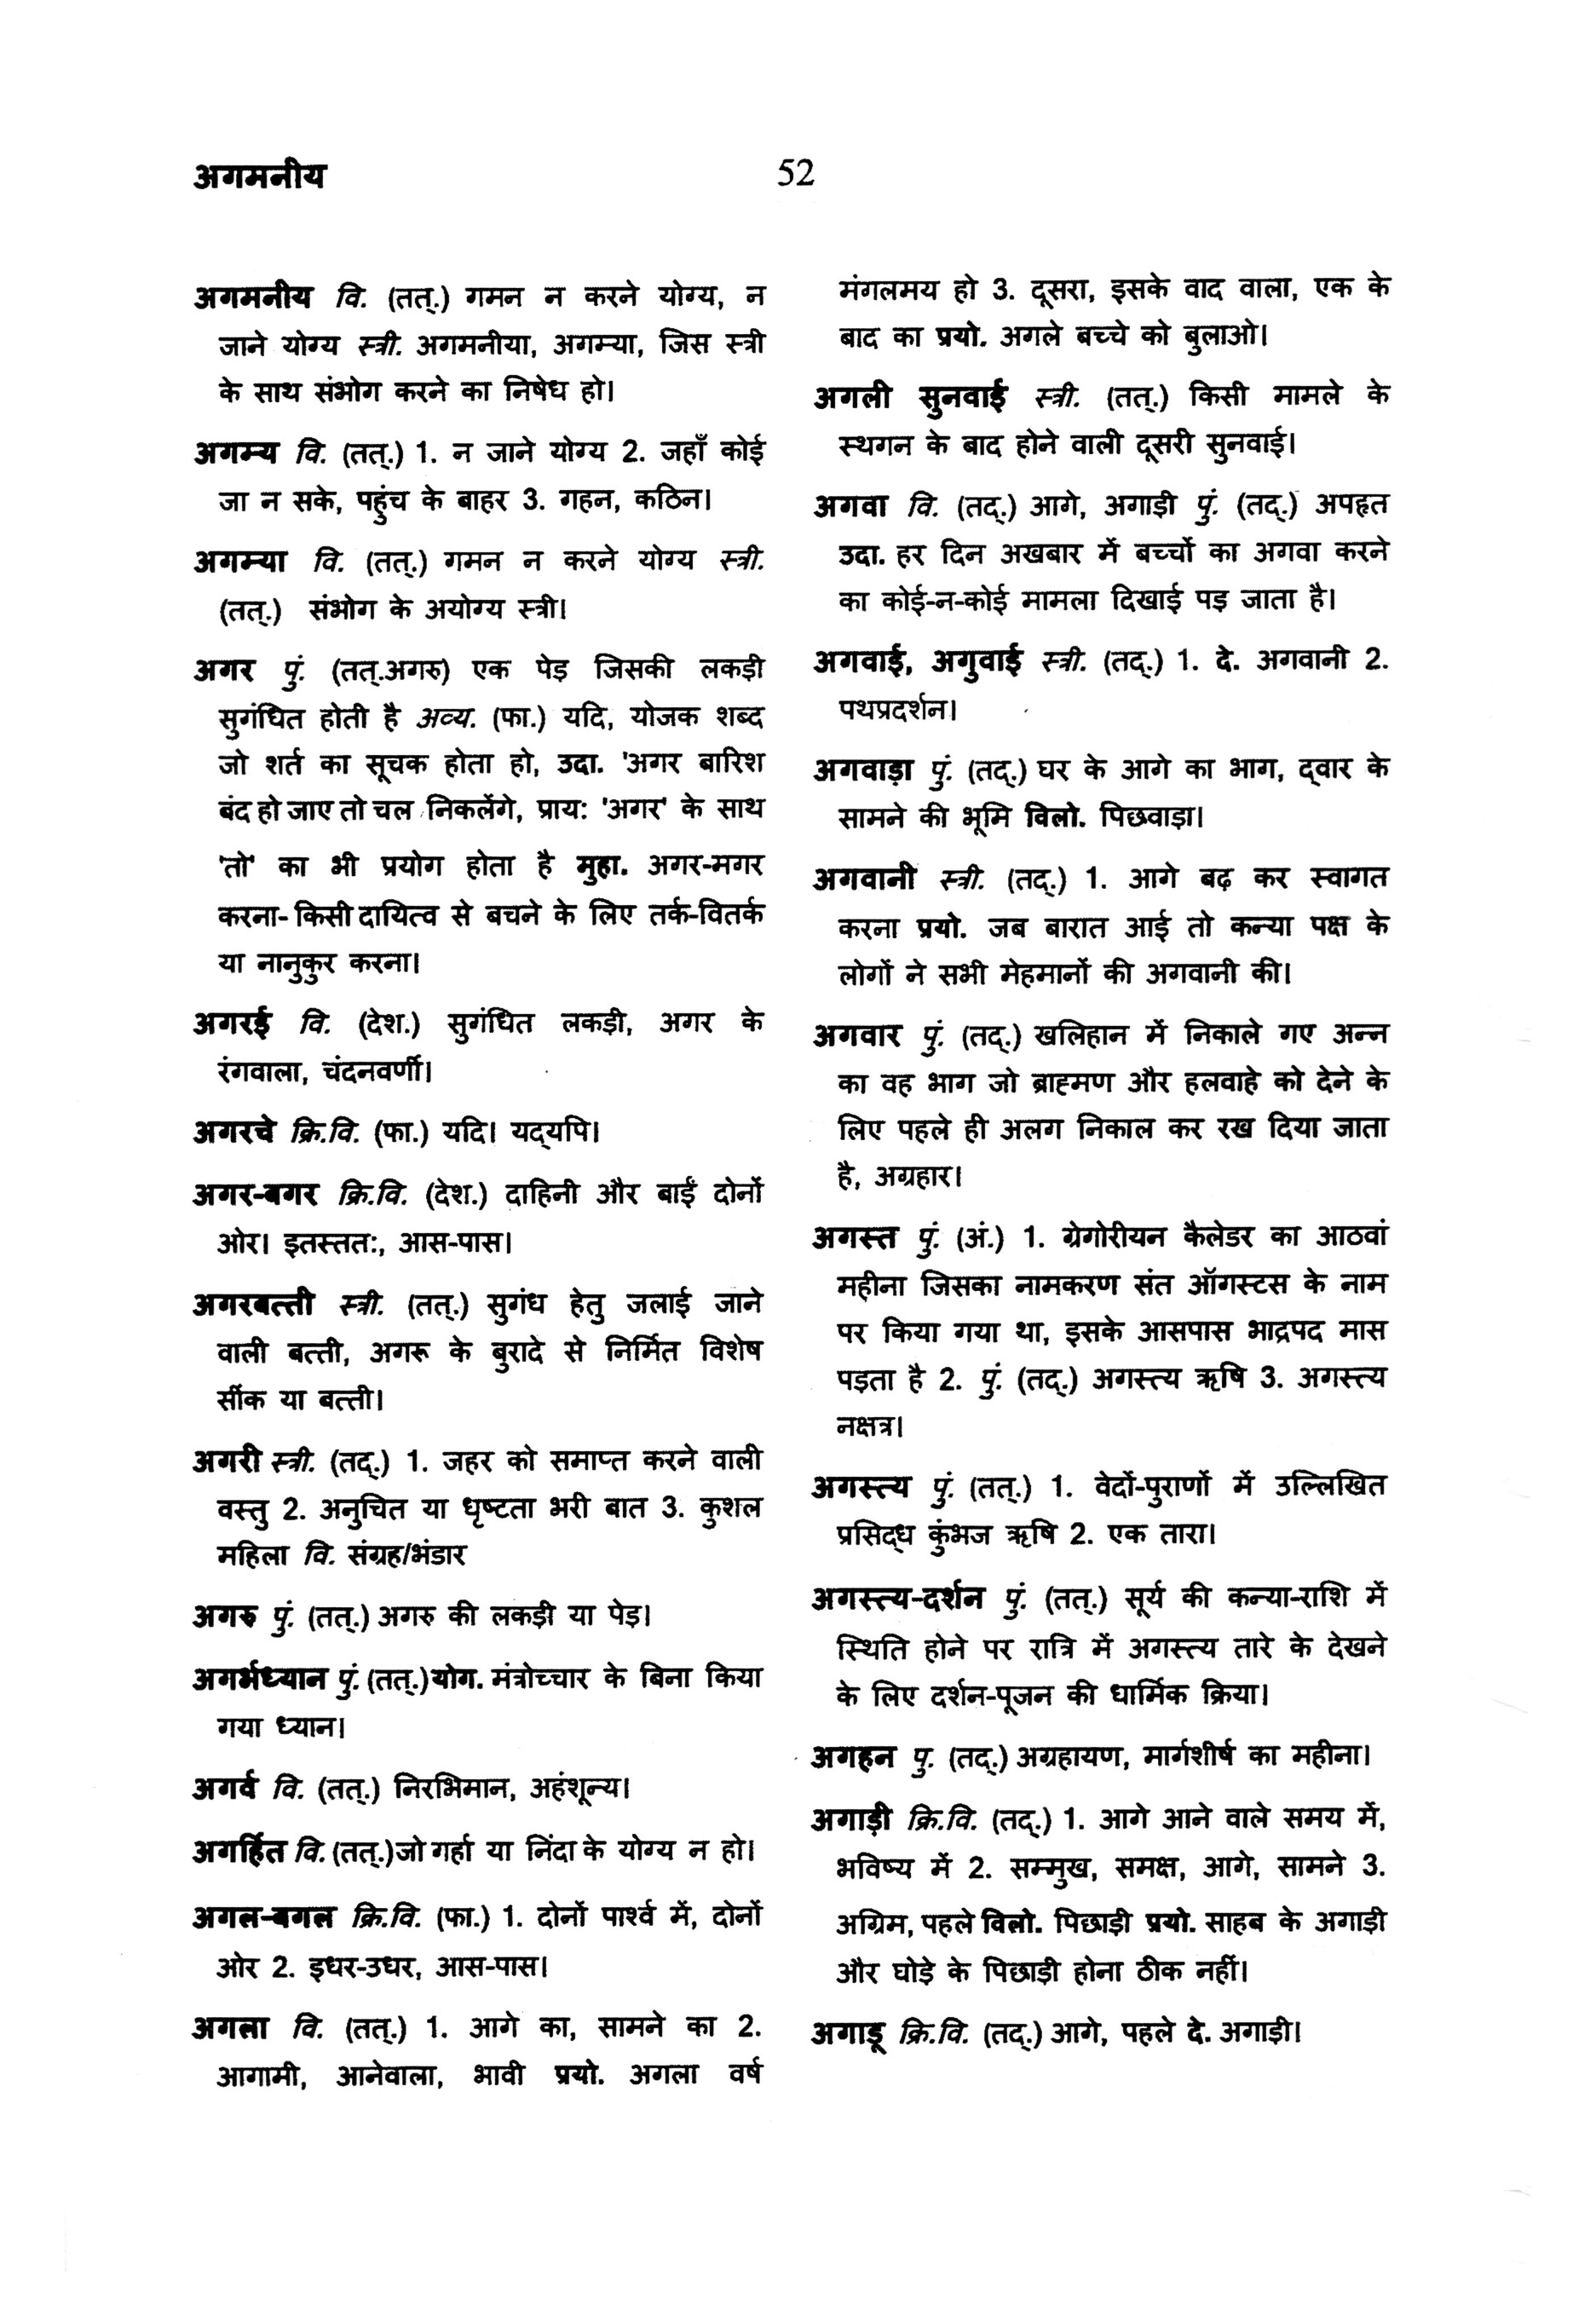 अगमनीय
52
अगमनीय वि. (तत्.) गमन न करने योग्य, न
जाने योग्य स्त्री. अगमनीया, अगम्या, जिस स्त्री
के साथ संभोग करने का निषेध हो।
अगम्य वि. (तत्.) 1. न जाने योग्य 2. जहाँ कोई
जा न सके, पहुंच के बाहर 3. गहन, कठिन।
अगम्या वि. (तत्.) गमन न करने योग्य स्त्री.
(तत्.) संभोग के अयोग्य स्त्री।
अगर पुं. (तत्.अगरु) एक पेड़ जिसकी लकड़ी
सुगंधित होती है अव्य. (फा.) यदि, योजक शब्द
जो शर्त का सूचक होता हो, उदा. 'अगर बारिश
बंद हो जाए तो चल निकलेंगे, प्राय: 'अगर' के साथ
'तो' का भी प्रयोग होता है मुहा. अगर-मगर
करना- किसी दायित्व से बचने के लिए तर्क-वितर्क
या नानुकुर करना।
अगरई वि. (देश.) सुगंधित लकड़ी, अगर के
रंगवाला, चंदनवर्णी।
अगरचे क्रि.वि. (फा.) यदि। यद्यपि।
अगर-बगर क्रि.वि. (देश.) दाहिनी और बाईं दोनों
ओर। इतस्तत:, आस-पास।
अगरबत्ती स्त्री. (तत्.) सुगंध हेतु जलाई जाने
वाली बत्ती, अगरू के बुरादे से निर्मित विशेष
सींक या बत्ती।
अगरी स्त्री. (तद्.) 1. जहर को समाप्त करने वाली
वस्तु 2. अनुचित या धृष्टता भरी बात 3. कुशल
महिला वि. संग्रह/भंडार
अगरु पुं. (तत्.) अगरु की लकड़ी या पेड़।
अगर्भध्यान पुं. (तत्.)योग. मंत्रोच्चार के बिना किया
गया ध्यान।
अगर्व वि. (तत्.) निरभिमान, अहंशून्य।
अगर्हित वि. (तत्.)जो गर्हा या निंदा के योग्य न हो।
अगल-बगल क्रि.वि. (फा.) 1. दोनों पार्श्व में, दोनों
ओर 2. इधर-उधर, आस-पास।
अगला वि. (तत्.) 1. आगे का, सामने का 2.
आगामी, आनेवाला, भावी प्रयो. अगला वर्ष
मंगलमय हो 3. दूसरा, इसके वाद वाला, एक के
बाद का प्रयो. अगले बच्चे को बुलाओ।
अगली सुनवाई स्त्री. (तत्.) किसी मामले के
स्थगन के बाद होने वाली दूसरी सुनवाई।
अगवा वि. (तद्.) आगे, अगाड़ी पुं. (तद्.) अपहृत
उदा. हर दिन अखबार में बच्चों का अगवा करने
का कोई-न-कोई मामला दिखाई पड़ जाता है।
अगवाई, अगुवाई स्त्री. (तद्.) 1. दे. अगवानी 2.
पथप्रदर्शन।
अगवाड़ा पुं. (तद्.) घर के आगे का भाग, द्वार के
सामने की भूमि विलो. पिछवाड़ा।
अगवानी स्त्री. (तद्.) 1. आगे बढ़ कर स्वागत
करना प्रयो. जब बारात आई तो कन्या पक्ष के
लोगों ने सभी मेहमानों की अगवानी की।
अगवार पुं. (तद्.) खलिहान में निकाले गए अन्न
का वह भाग जो ब्राह्मण और हलवाहे को देने के
लिए पहले ही अलग निकाल कर रख दिया जाता
है, अग्रहार।
अगस्त पुं. (अं.) 1. ग्रेगोरीयन कैलेडर का आठवां
महीना जिसका नामकरण संत ऑगस्टस के नाम
पर किया गया था, इसके आसपास भाद्रपद मास
पड़ता है 2. पुं. (तद्.) अगस्त्य ऋषि 3. अगस्त्य
नक्षत्र।
अगस्त्य पुं. (तत्.) 1. वेदों-पुराणों में उल्लिखित
प्रसिद्ध कुंभज ऋषि 2. एक तारा।
अगस्त्य-दर्शन पुं. (तत्.) सूर्य की कन्या-राशि में
स्थिति होने पर रात्रि में अगस्त्य तारे के देखने
के लिए दर्शन-पूजन की धार्मिक क्रिया।
अगहन पु. (तद्.) अग्रहायण, मार्गशीर्ष का महीना।
अगाड़ी क्रि.वि. (तद्.) 1. आगे आने वाले समय में,
भविष्य में 2. सम्मुख, समक्ष, आगे, सामने 3.
अग्रिम, पहले विलो. पिछाड़ी प्रयो. साहब के अगाड़ी
और घोड़े के पिछाड़ी होना ठीक नहीं।
अगाडू क्रि.वि. (तद्.) आगे, पहले दे. अगाड़ी।